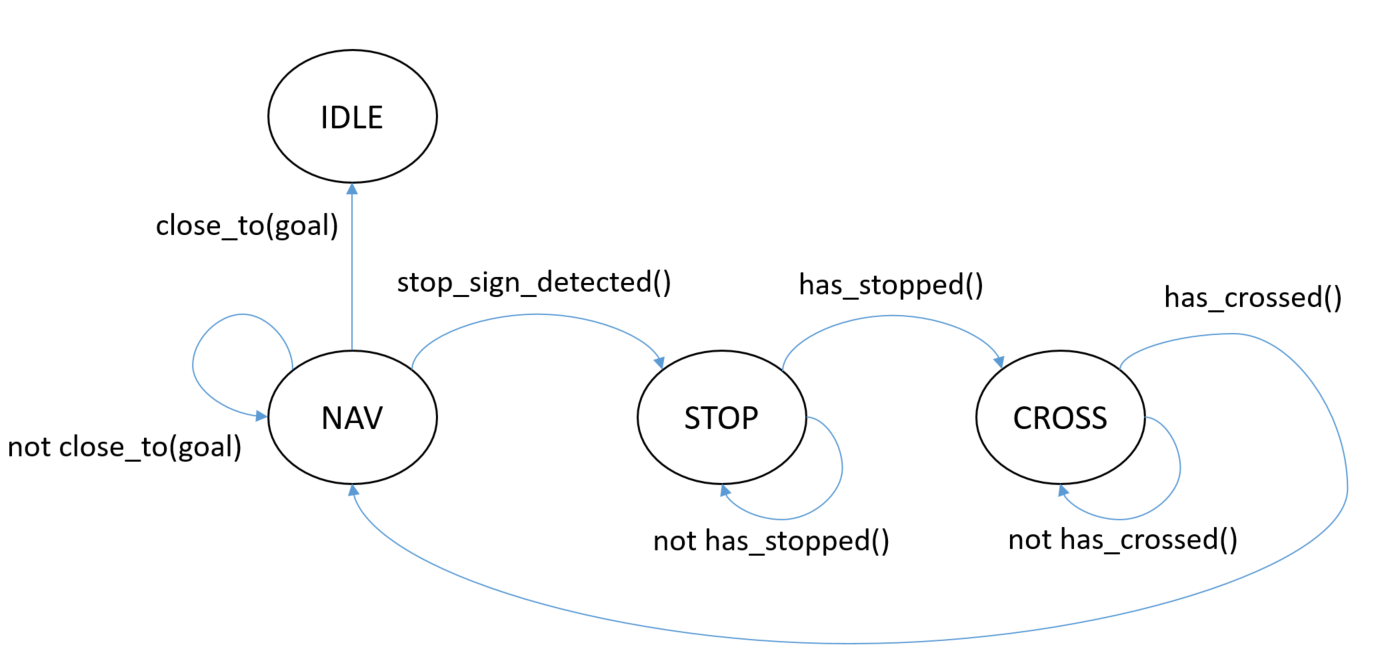 IDLE
close_to(goal)
stop_sign_detected()
has_stopped()
has_crossed()
NAV
STOP
CROSS
not close_to(goal)
not has_stopped()
not has_crossed()